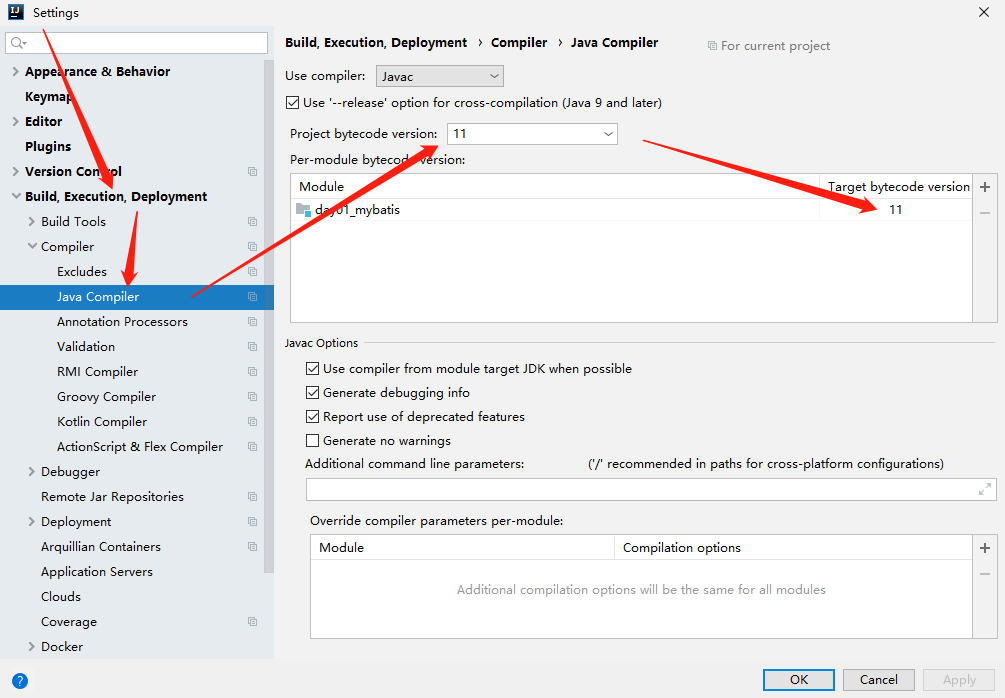 Settings
Appearance & Behavior
Keymap
Editor
Plugins
Version Control
Build, Execution, Deployment
Build Tools
Compiler
Excludes
Java Compiler
Annotation Processors
Validation
RMI Compiler
Groovy Compiler
Kotlin Compiler
ActionScript & Flex Compiler
Debugger
Remote Jar Repositories
Deployment
Arquillian Containers
Application Servers
Clouds
Coverage
Docker
Build, Execution, Deployment › Compiler › Java Compiler
For current project
Use compiler: Javac
Use '--release' option for cross-compilation (Java 9 and later)
Project bytecode version: 11
Per-module bytecode version:
Module Target bytecode version
day01_mybatis 11
Javac Options
Use compiler from module target JDK when possible
Generate debugging info
Report use of deprecated features
Generate no warnings
Additional command line parameters: ('/' recommended in paths for cross-platform configurations)
Override compiler parameters per-module:
Module Compilation options
Additional compilation options will be the same for all modules
? OK Cancel Apply